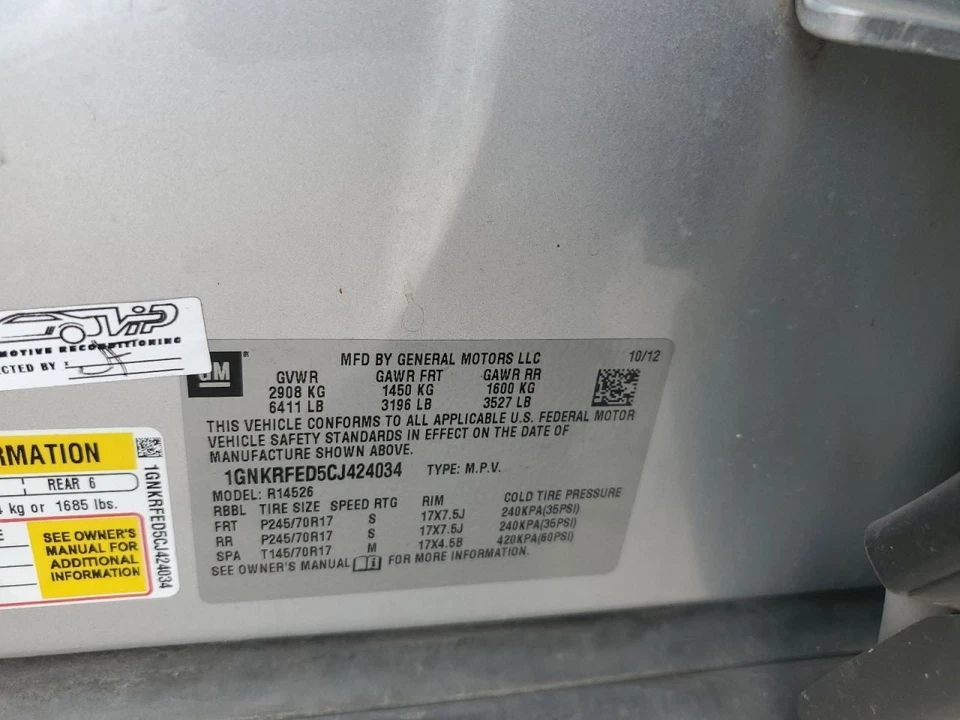 VIP
MOTIVE RECONDITIONING
CTED BY
RMATION
REAR 6
kg or 1685 lbs.
SEE OWNER'S
MANUAL FOR
ADDITIONAL
INFORMATION
1GNKRFED5CJ424034
GM
MFD BY GENERAL MOTORS LLC 10/12
GVWR GAWR FRT GAWR RR
2908 KG 1450 KG 1600 KG
6411 LB 3196 LB 3527 LB
THIS VEHICLE CONFORMS TO ALL APPLICABLE U.S. FEDERAL MOTOR
VEHICLE SAFETY STANDARDS IN EFFECT ON THE DATE OF
MANUFACTURE SHOWN ABOVE.
1GNKRFED5CJ424034 TYPE: M.P.V.
MODEL: R14526
RBBL TIRE SIZE SPEED RTG RIM COLD TIRE PRESSURE
FRT P245/70R17 S 17X7.5J 240KPA(35PSI)
RR P245/70R17 S 17X7.5J 240KPA(35PSI)
SPA T145/70R17 M 17X4.5B 420KPA(60PSI)
SEE OWNER'S MANUAL FOR MORE INFORMATION.